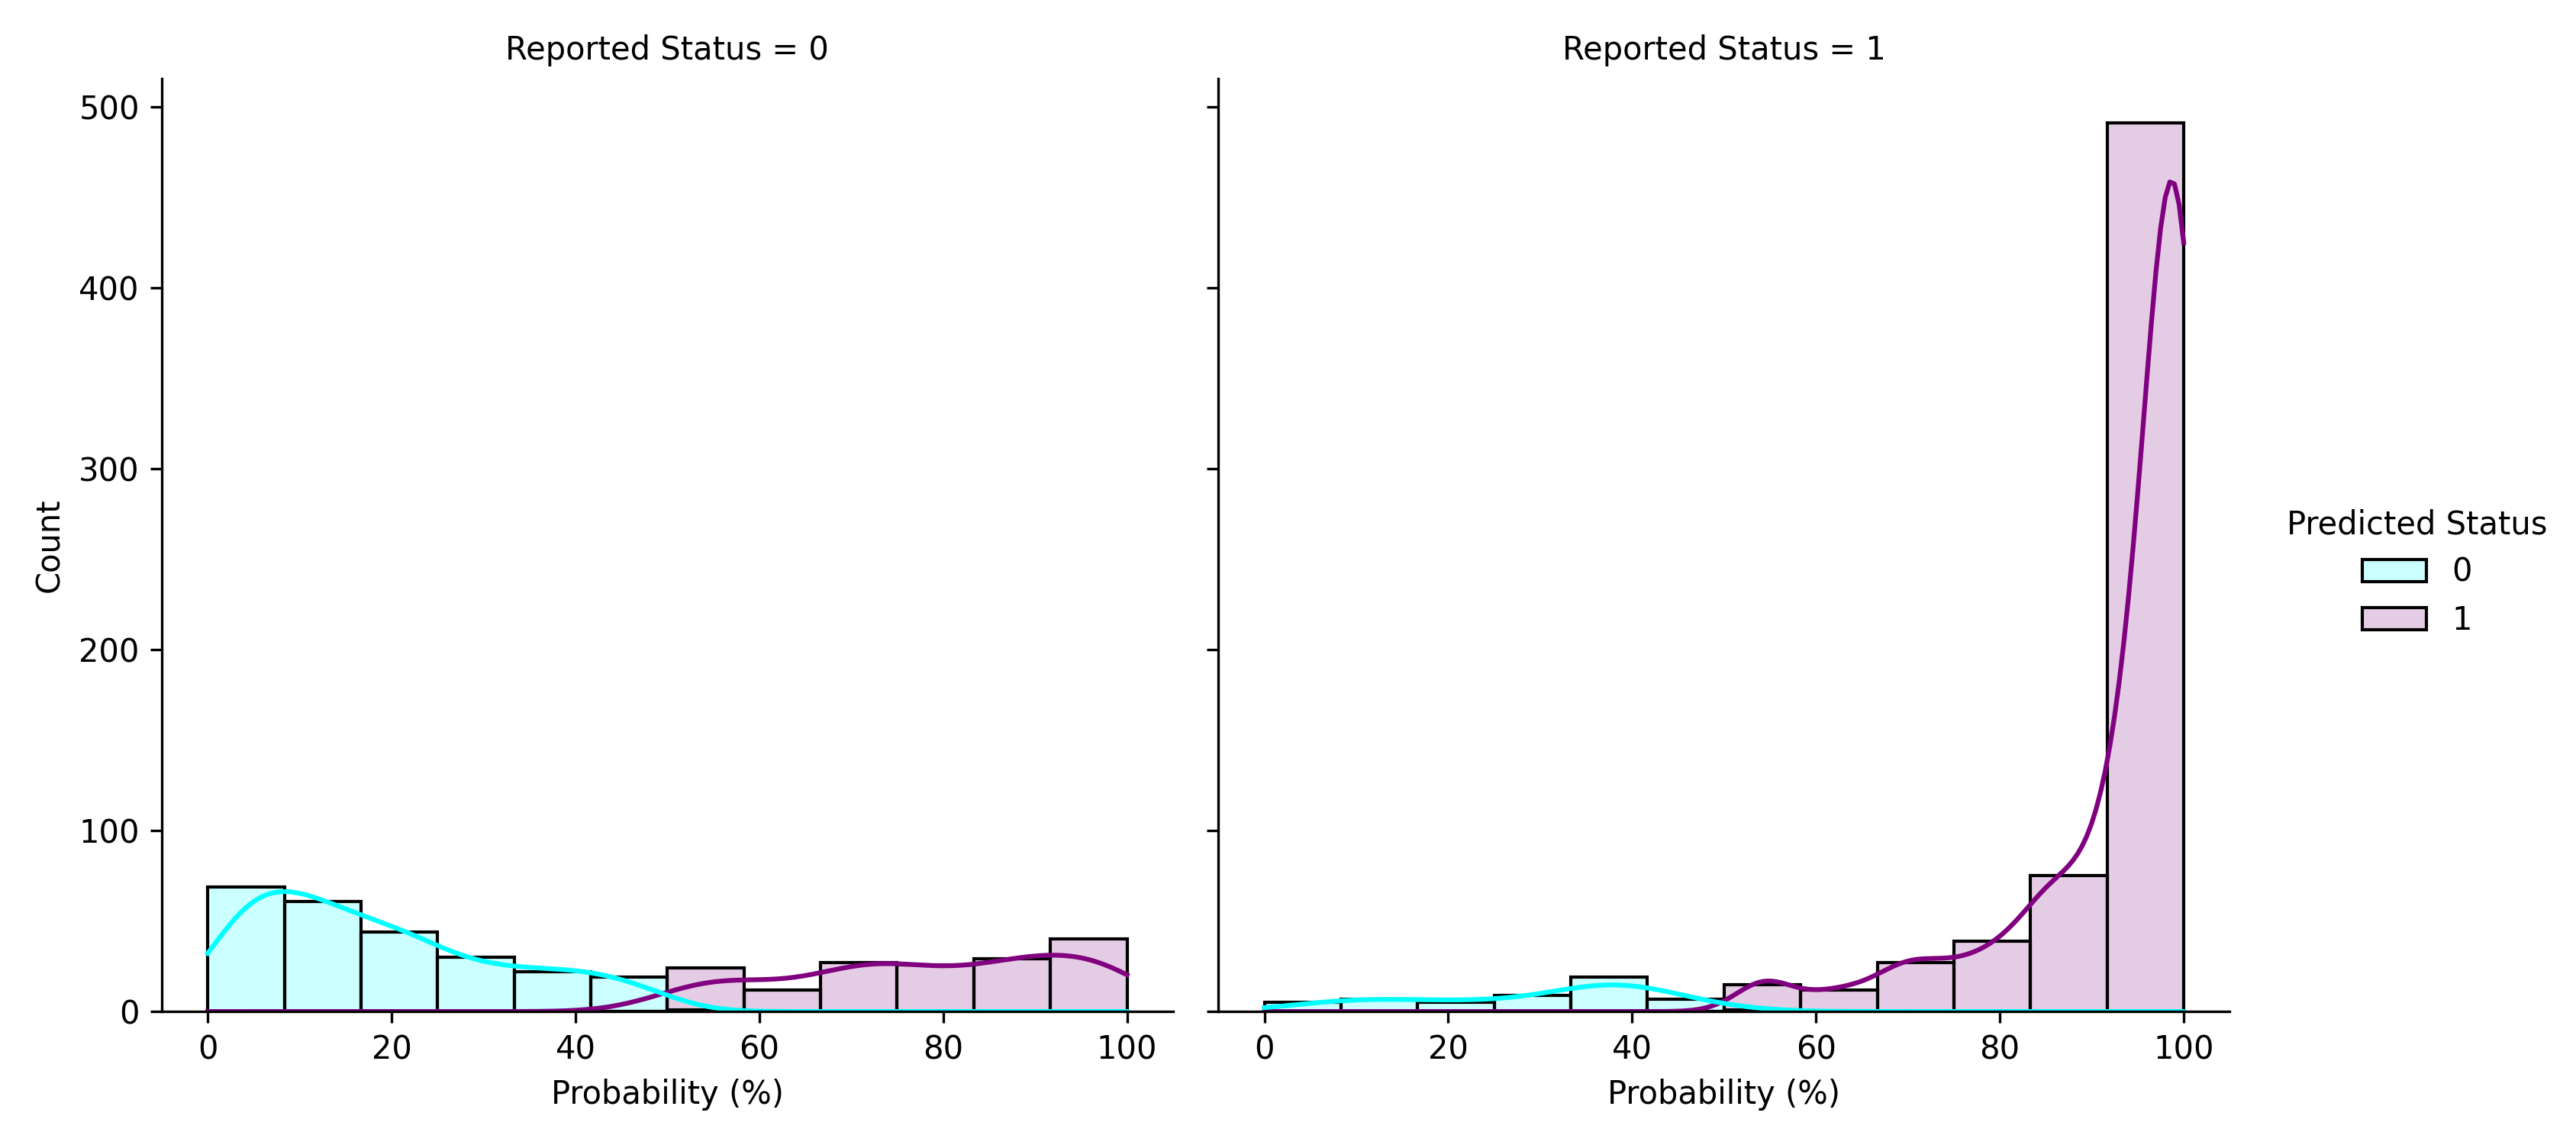 Reported Status = 0
Reported Status = 1
500
400
300
200
100
0
Count
0 20 40 60 80 100
0 20 40 60 80 100
Probability (%)
Probability (%)
Predicted Status
0
1